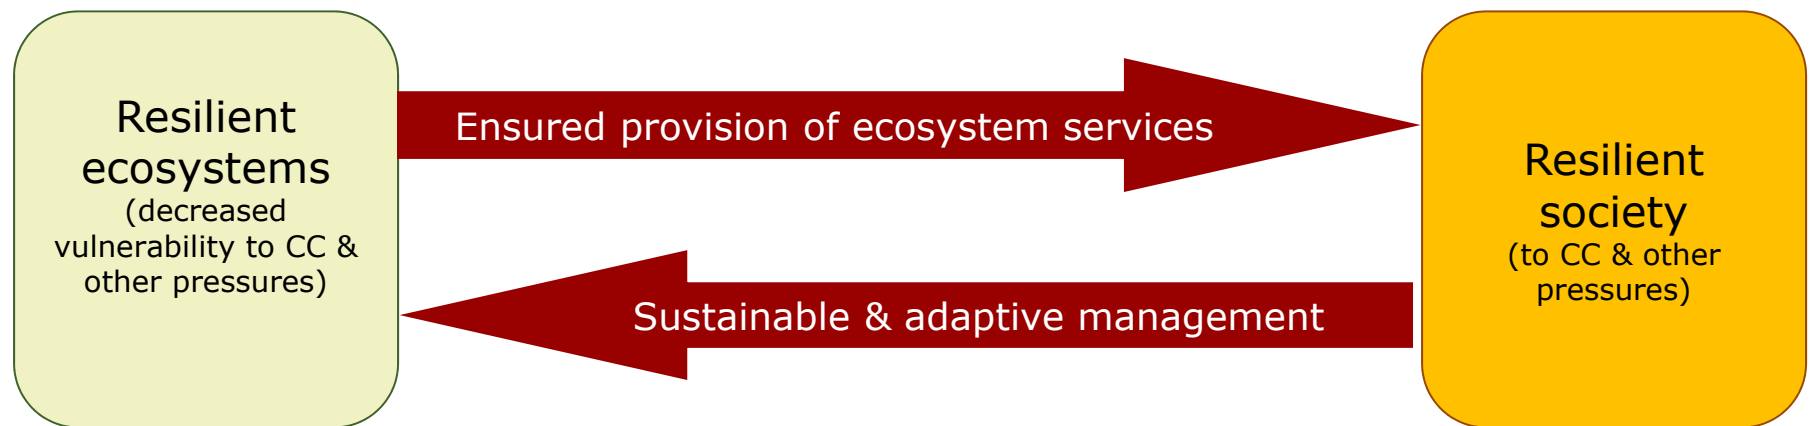 Resilient
ecosystems
(decreased
vulnerability to CC &
other pressures)
Ensured provision of ecosystem services
Sustainable & adaptive management
Resilient
society
(to CC & other
pressures)